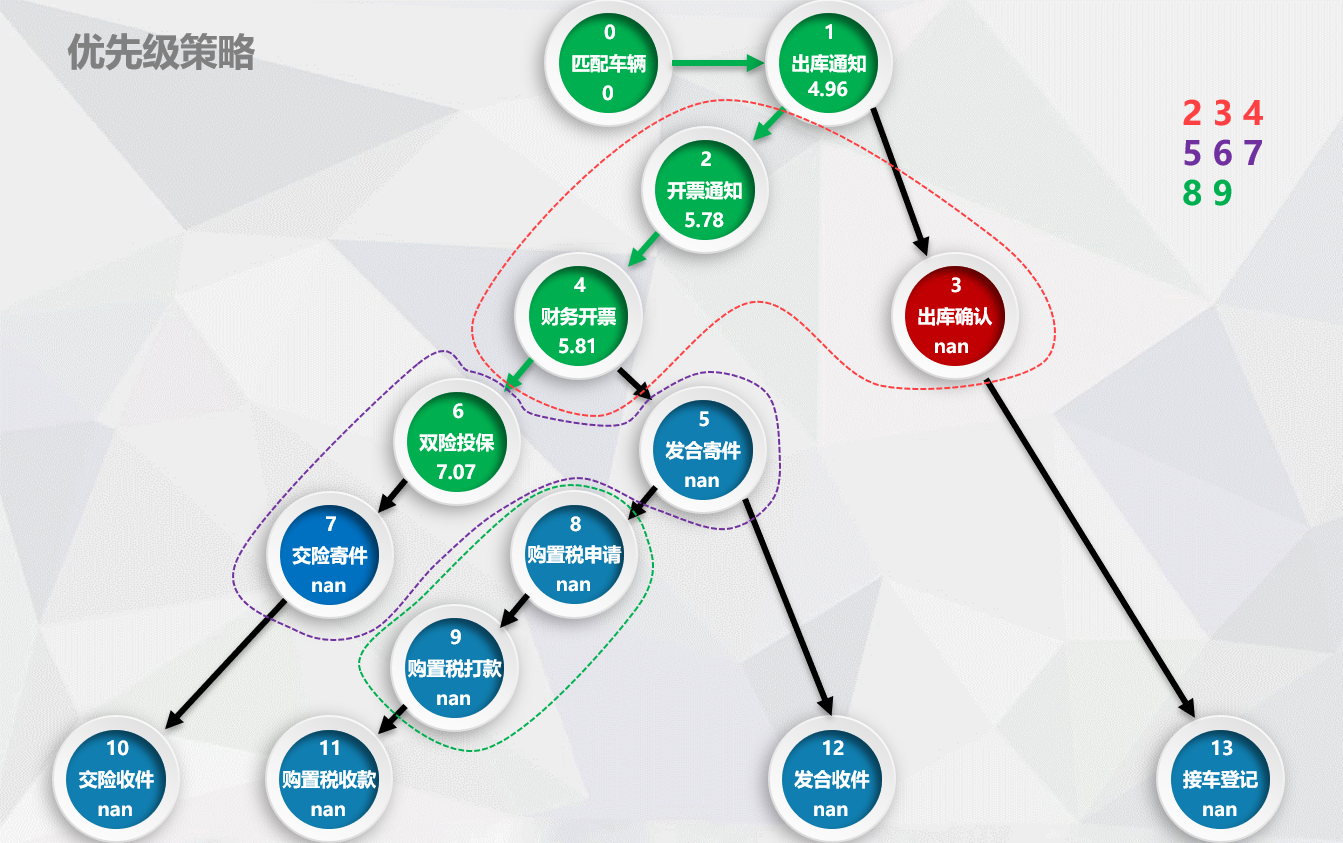 优先级策略
0
匹配车辆
0
1
出库通知
4.96
2 3 4
5 6 7
8 9
2
开票通知
5.78
4
财务开票
5.81
3
出库确认
nan
6
双险投保
7.07
5
发合寄件
nan
7
交险寄件
nan
8
购置税申请
nan
9
购置税打款
nan
10
交险收件
nan
11
购置税收款
nan
12
发合收件
nan
13
接车登记
nan